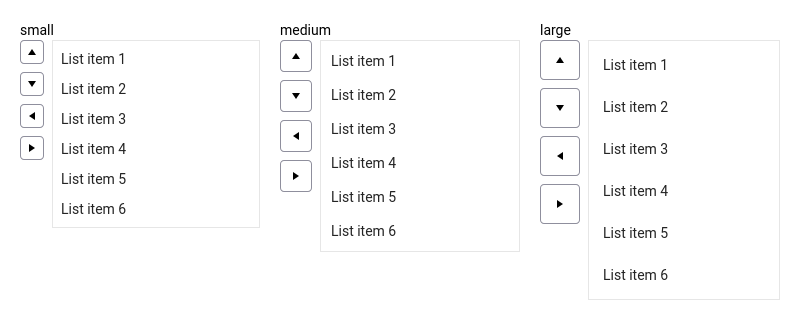 small
List item 1
List item 2
List item 3
List item 4
List item 5
List item 6
medium
List item 1
List item 2
List item 3
List item 4
List item 5
List item 6
large
List item 1
List item 2
List item 3
List item 4
List item 5
List item 6